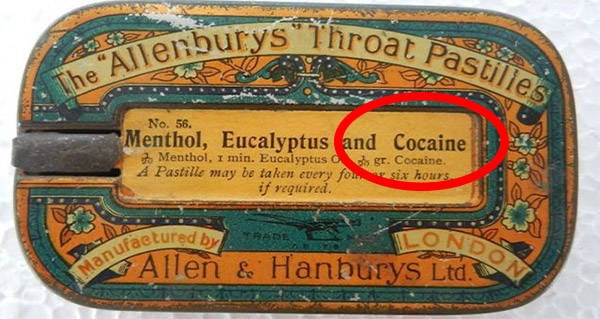 The "Allenburys" Throat Pastilles
No. 56.
Menthol, Eucalyptus and Cocaine
Menthol, 1 min. Eucalyptus gr. Cocaine.
A Pastille may be taken every four or six hours,
if required.
TRADE
Manufactured by
LONDON
Allen & Hanburys Ltd.